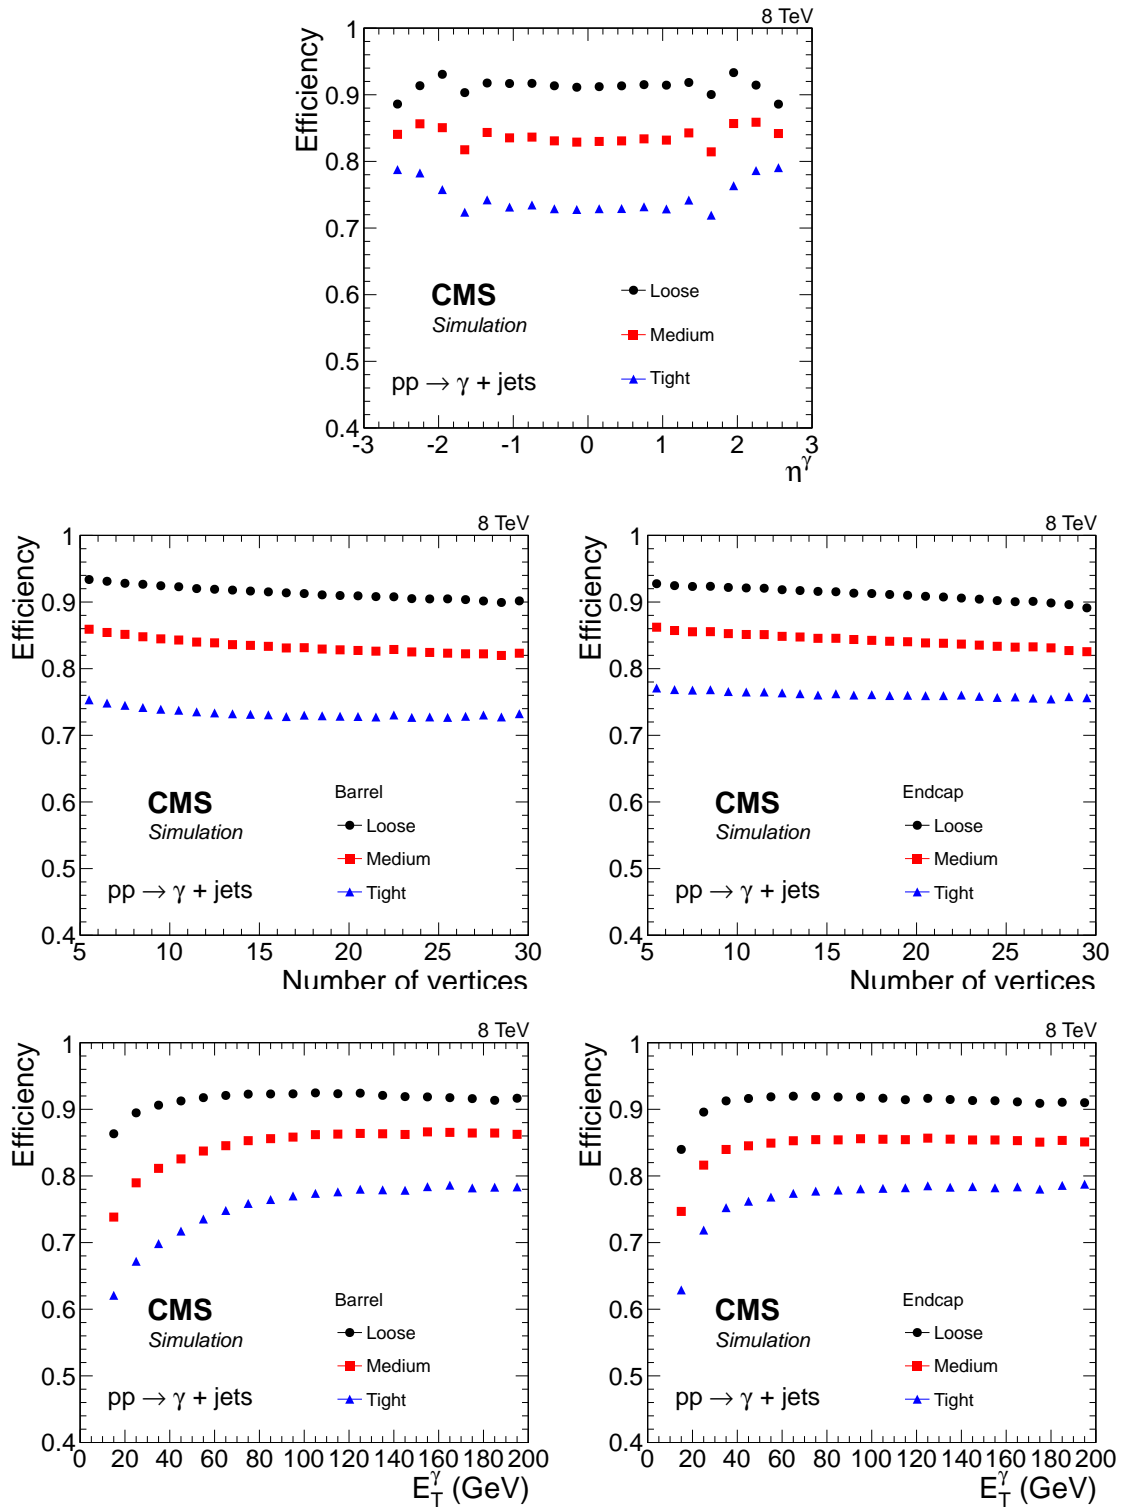 8 TeV
Efficiency
1
0.9
0.8
0.7
0.6
0.5
0.4
CMS
Simulation
pp → γ + jets
Loose
Medium
Tight
-3 -2 -1 0 1 2 3
η^γ
8 TeV
Efficiency
1
0.9
0.8
0.7
0.6
0.5
0.4
CMS
Simulation
pp → γ + jets
Barrel
Loose
Medium
Tight
5 10 15 20 25 30
Number of vertices
8 TeV
Efficiency
1
0.9
0.8
0.7
0.6
0.5
0.4
CMS
Simulation
pp → γ + jets
Endcap
Loose
Medium
Tight
5 10 15 20 25 30
Number of vertices
8 TeV
Efficiency
1
0.9
0.8
0.7
0.6
0.5
0.4
CMS
Simulation
pp → γ + jets
Barrel
Loose
Medium
Tight
0 20 40 60 80 100 120 140 160 180 200
E_T^γ (GeV)
8 TeV
Efficiency
1
0.9
0.8
0.7
0.6
0.5
0.4
CMS
Simulation
pp → γ + jets
Endcap
Loose
Medium
Tight
0 20 40 60 80 100 120 140 160 180 200
E_T^γ (GeV)